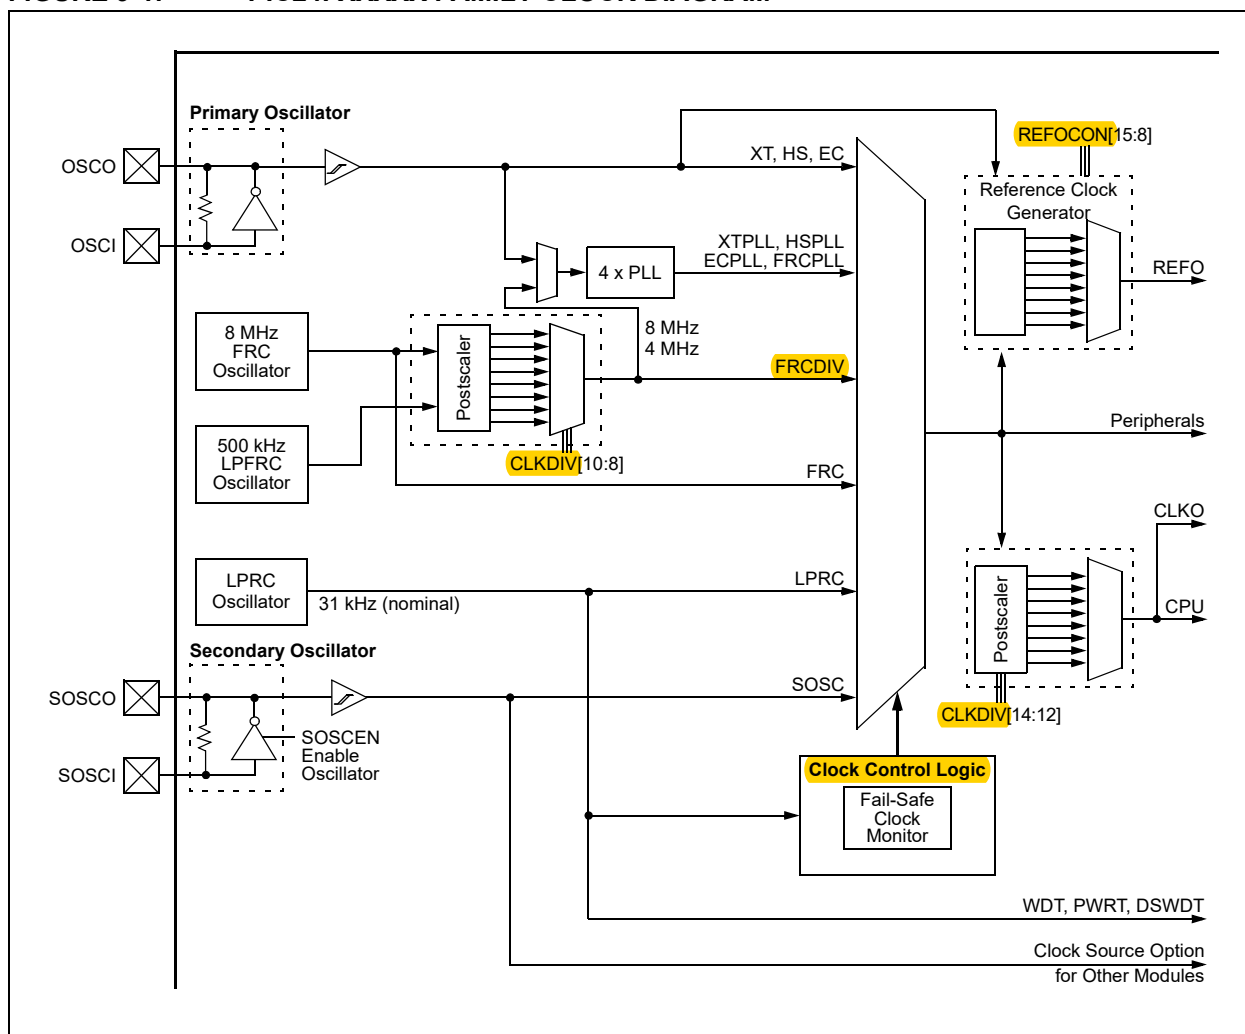 Primary Oscillator
OSCO
OSCI
XT, HS, EC
REFOCON[15:8]
Reference Clock
Generator
REFO
XTPLL, HSPLL
ECPLL, FRCPLL
4 x PLL
8 MHz
FRC
Oscillator
Postscaler
8 MHz
4 MHz
FRCDIV
Peripherals
500 kHz
LPFRC
Oscillator
CLKDIV[10:8]
FRC
CLKO
LPRC
Oscillator
31 kHz (nominal)
LPRC
Postscaler
CPU
CLKDIV[14:12]
Secondary Oscillator
SOSCO
SOSCI
SOSCEN
Enable
Oscillator
SOSC
Clock Control Logic
Fail-Safe
Clock
Monitor
WDT, PWRT, DSWDT
Clock Source Option
for Other Modules